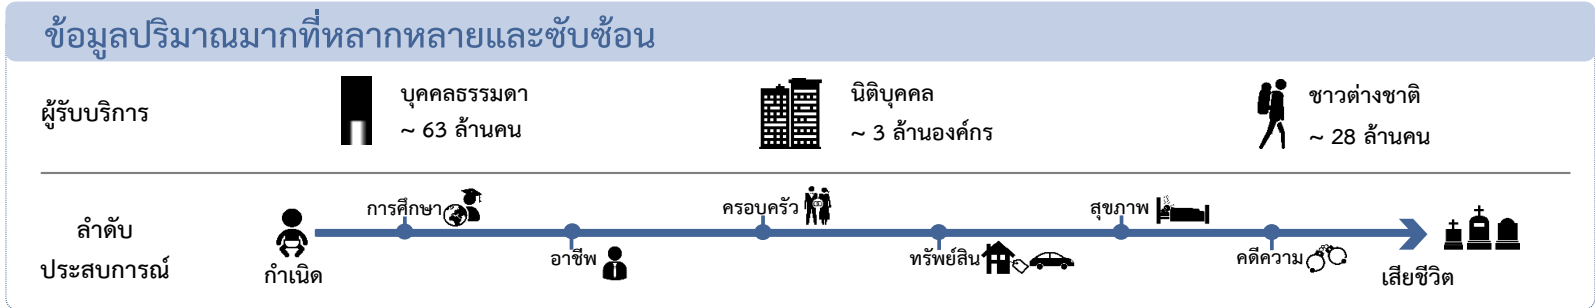 ข้อมูลปริมาณมากที่หลากหลายและซับซ้อน
ผู้รับบริการ
บุคคลธรรมดา
~ 63 ล้านคน
นิติบุคคล
~ 3 ล้านองค์กร
ชาวต่างชาติ
~ 28 ล้านคน
ลำดับ
ประสบการณ์
กำเนิด
การศึกษา
อาชีพ
ครอบครัว
ทรัพย์สิน
สุขภาพ
คดีความ
เสียชีวิต